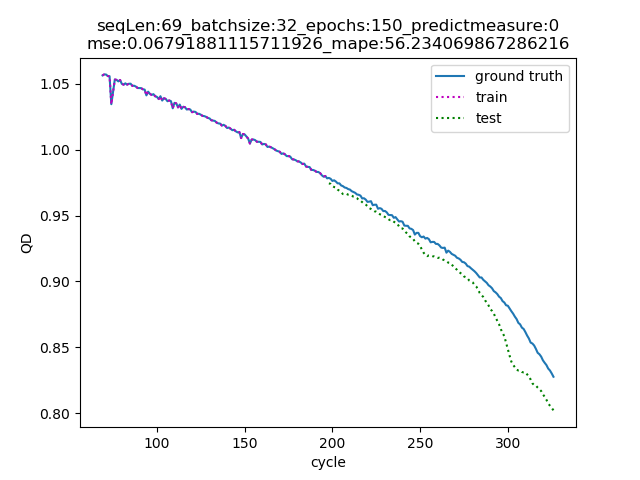 seqLen:69_batchsize:32_epochs:150_predictmeasure:0
mse:0.06791881115711926_mape:56.234069867286216
ground truth
train
test
1.05
1.00
0.95
0.90
0.85
0.80
QD
100
150
200
250
300
cycle